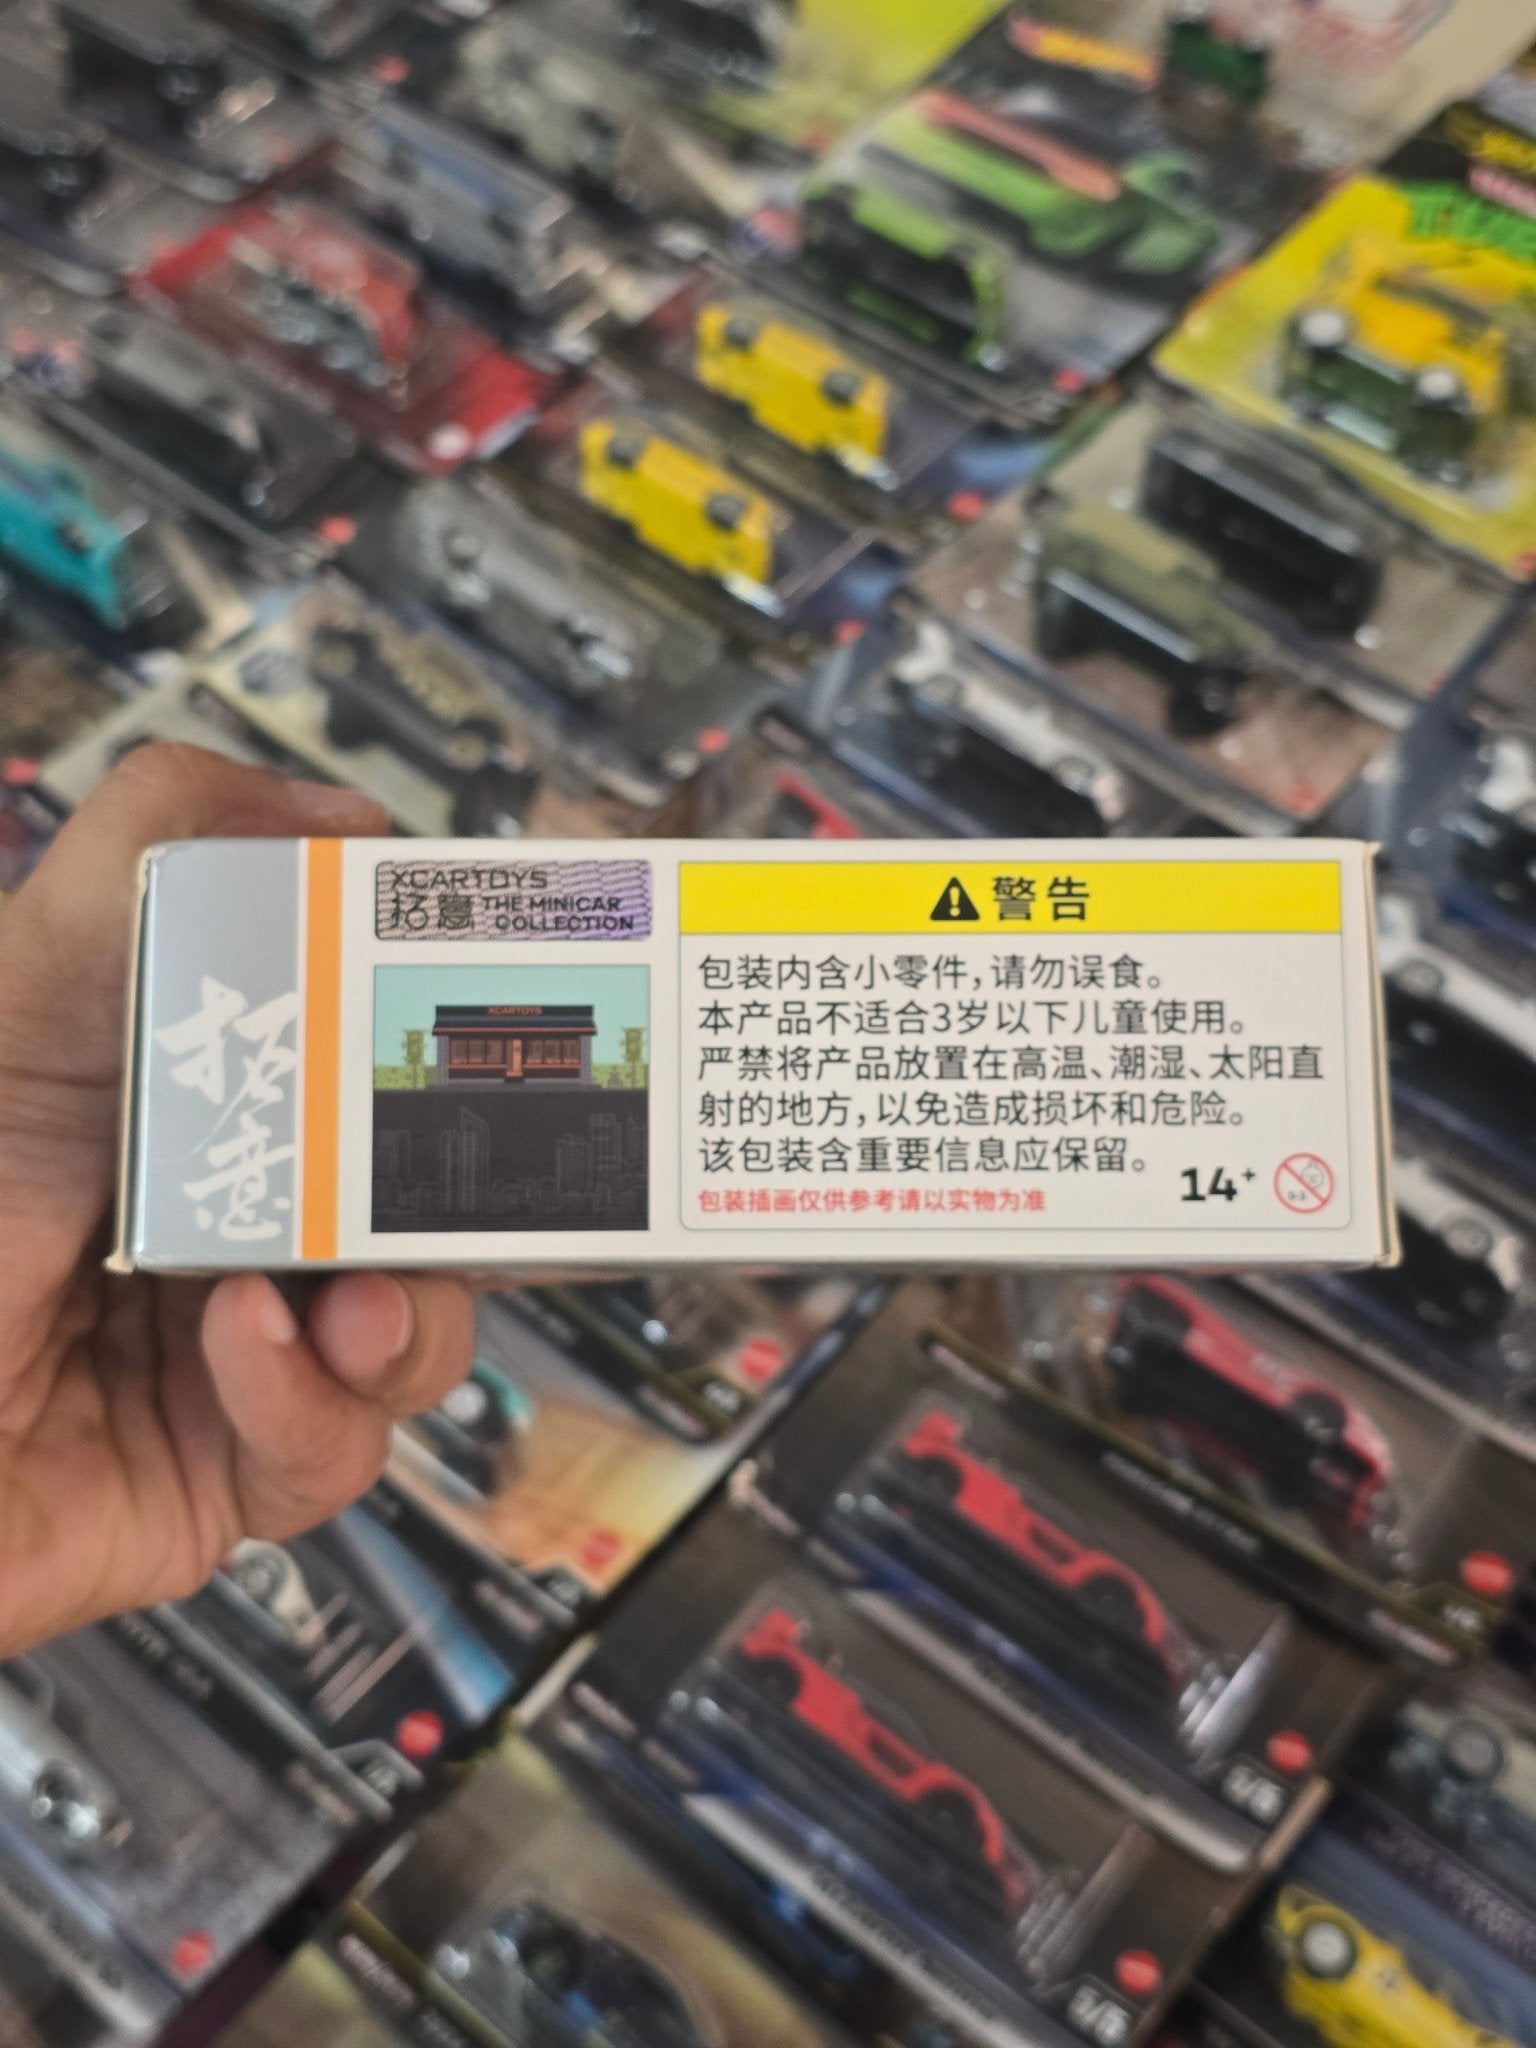 拓意
XCARTOYS
拓意 THE MINICAR
COLLECTION
XCARTOYS
警告
包装内含小零件,请勿误食。
本产品不适合3岁以下儿童使用。
严禁将产品放置在高温、潮湿、太阳直
射的地方,以免造成损坏和危险。
该包装含重要信息应保留。
包装插画仅供参考请以实物为准
14+
0-3